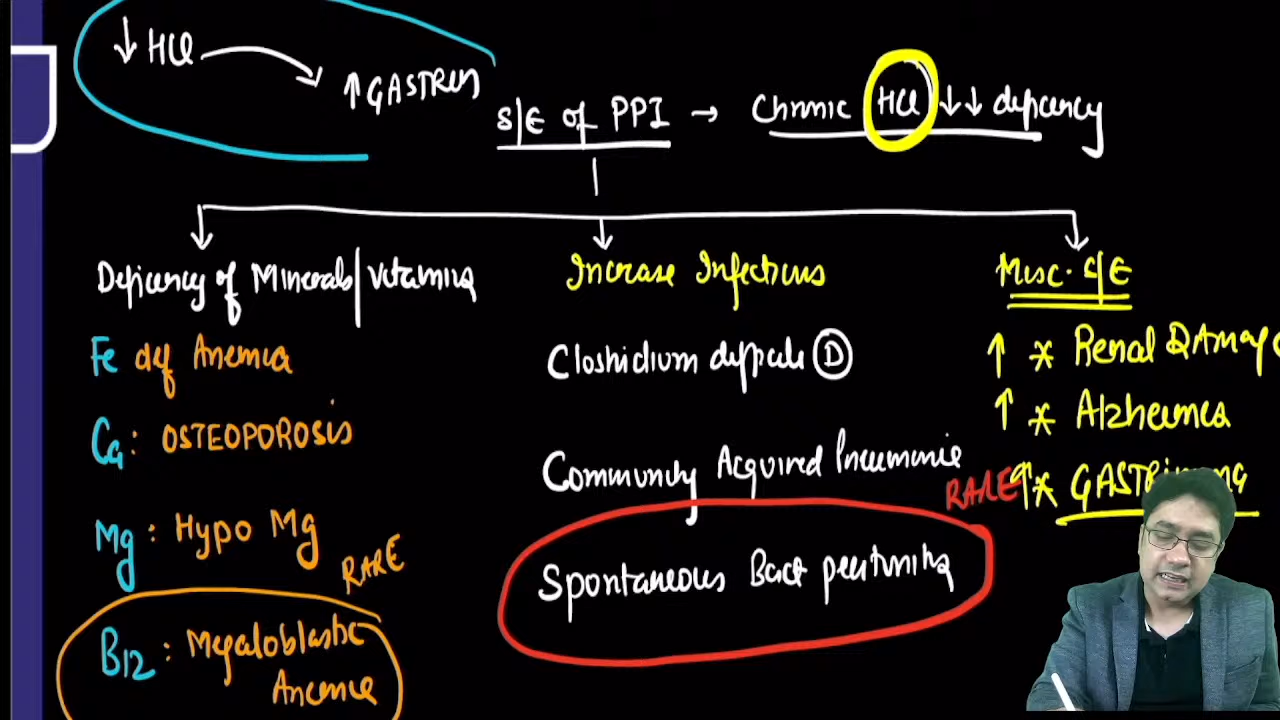 ↓ HCl
↑ GASTRIN
S/E of PPI → Chronic HCl ↓↓ deficiency
Deficiency of Minerals/vitamins
Fe def Anemia
Ca: OSTEOPOROSIS
Mg: Hypo Mg
RARE
B12: Megaloblastic
Anemia
Increase Infections
Clostridium difficile (D)
Community Acquired Pneumonia
RARE
Spontaneous Bact peritonitis
Misc. S/E
↑ * Renal DAMAGE
↑ * Alzheimer
↑ *